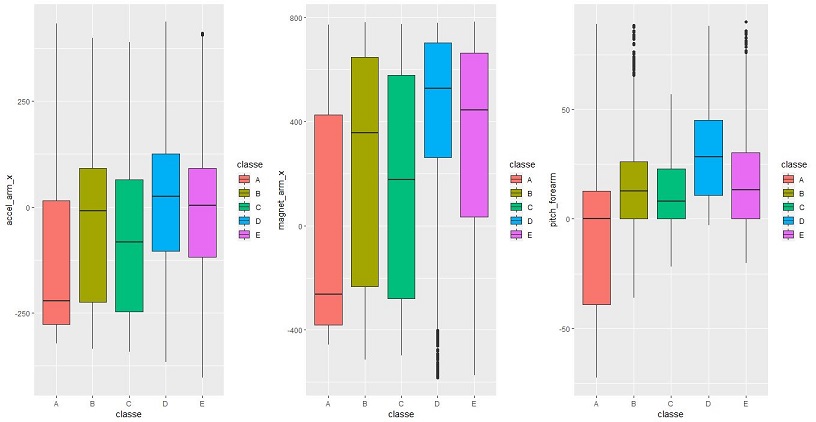 accel_arm_x
250
0
-250
A B C D E
classe
classe
A
B
C
D
E
magnet_arm_x
800
400
0
-400
A B C D E
classe
classe
A
B
C
D
E
pitch_forearm
50
0
-50
A B C D E
classe
classe
A
B
C
D
E